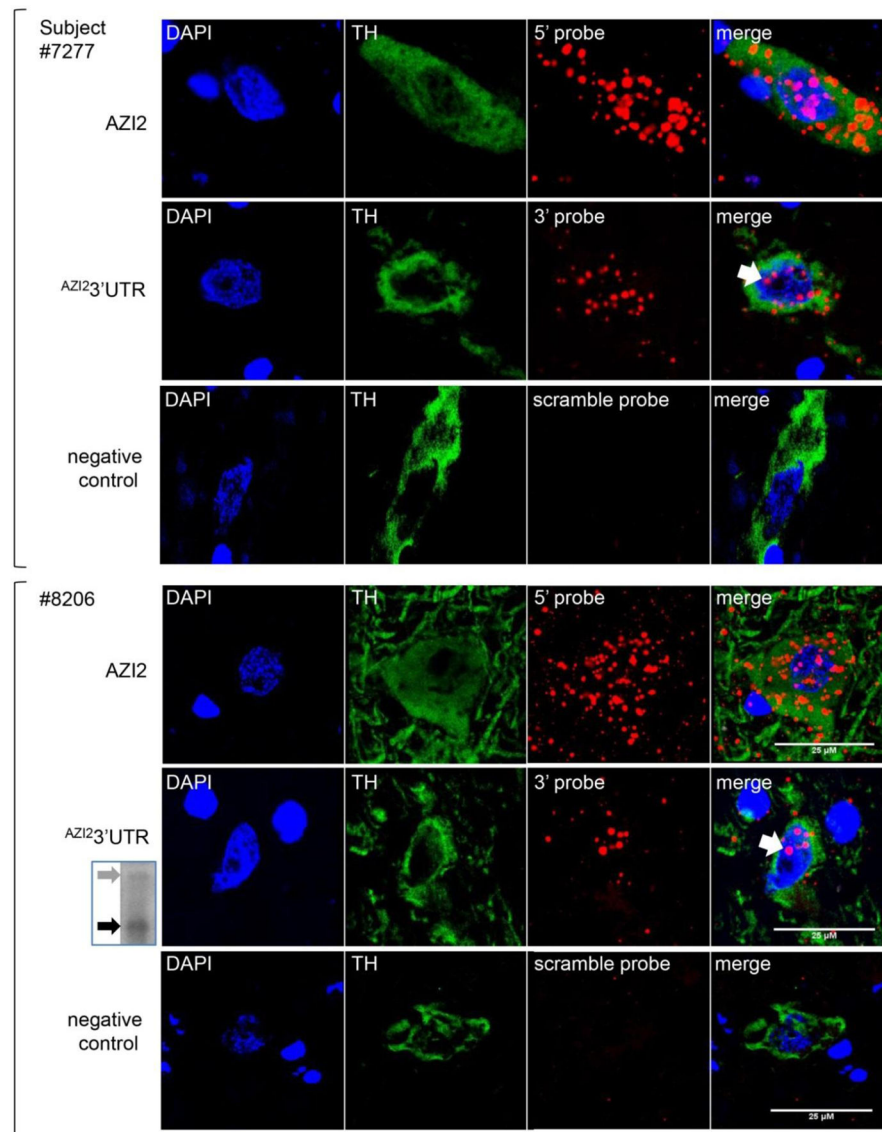 Subject
#7277
DAPI TH 5’ probe merge
AZI2
DAPI TH 3’ probe merge
AZI23’UTR
DAPI TH scramble probe merge
negative
control
#8206
DAPI TH 5’ probe merge
AZI2
25 µM
DAPI TH 3’ probe merge
AZI23’UTR
25 µM
DAPI TH scramble probe merge
negative
control
25 µM